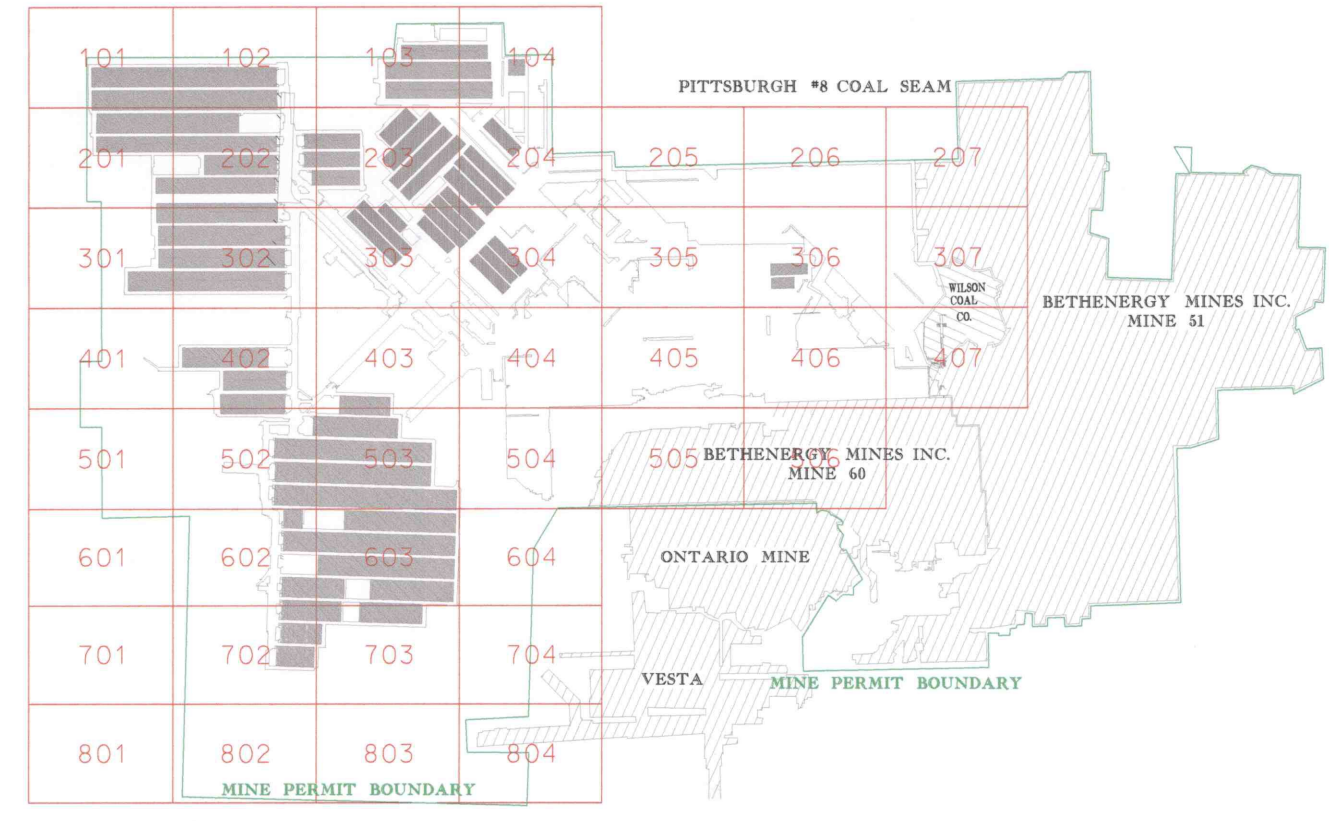 101 102 103 104
PITTSBURGH #8 COAL SEAM
201 202 203 204 205 206 207
301 302 303 304 305 306 307
WILSON
COAL
CO.
BETHENERGY MINES INC.
MINE 51
401 402 403 404 405 406 407
501 502 503 504 505 506
BETHENERGY MINES INC.
MINE 60
601 602 603 604
ONTARIO MINE
701 702 703 704
VESTA
MINE PERMIT BOUNDARY
801 802 803 804
MINE PERMIT BOUNDARY